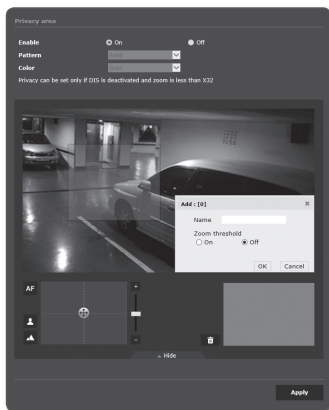 Privacy area
Enable On Off
Pattern
Color
Privacy can be set only if DIS is deactivated and zoom is less than X32
Add : [0]
Name
Zoom threshold
On Off
OK Cancel
AF
Hide
Apply